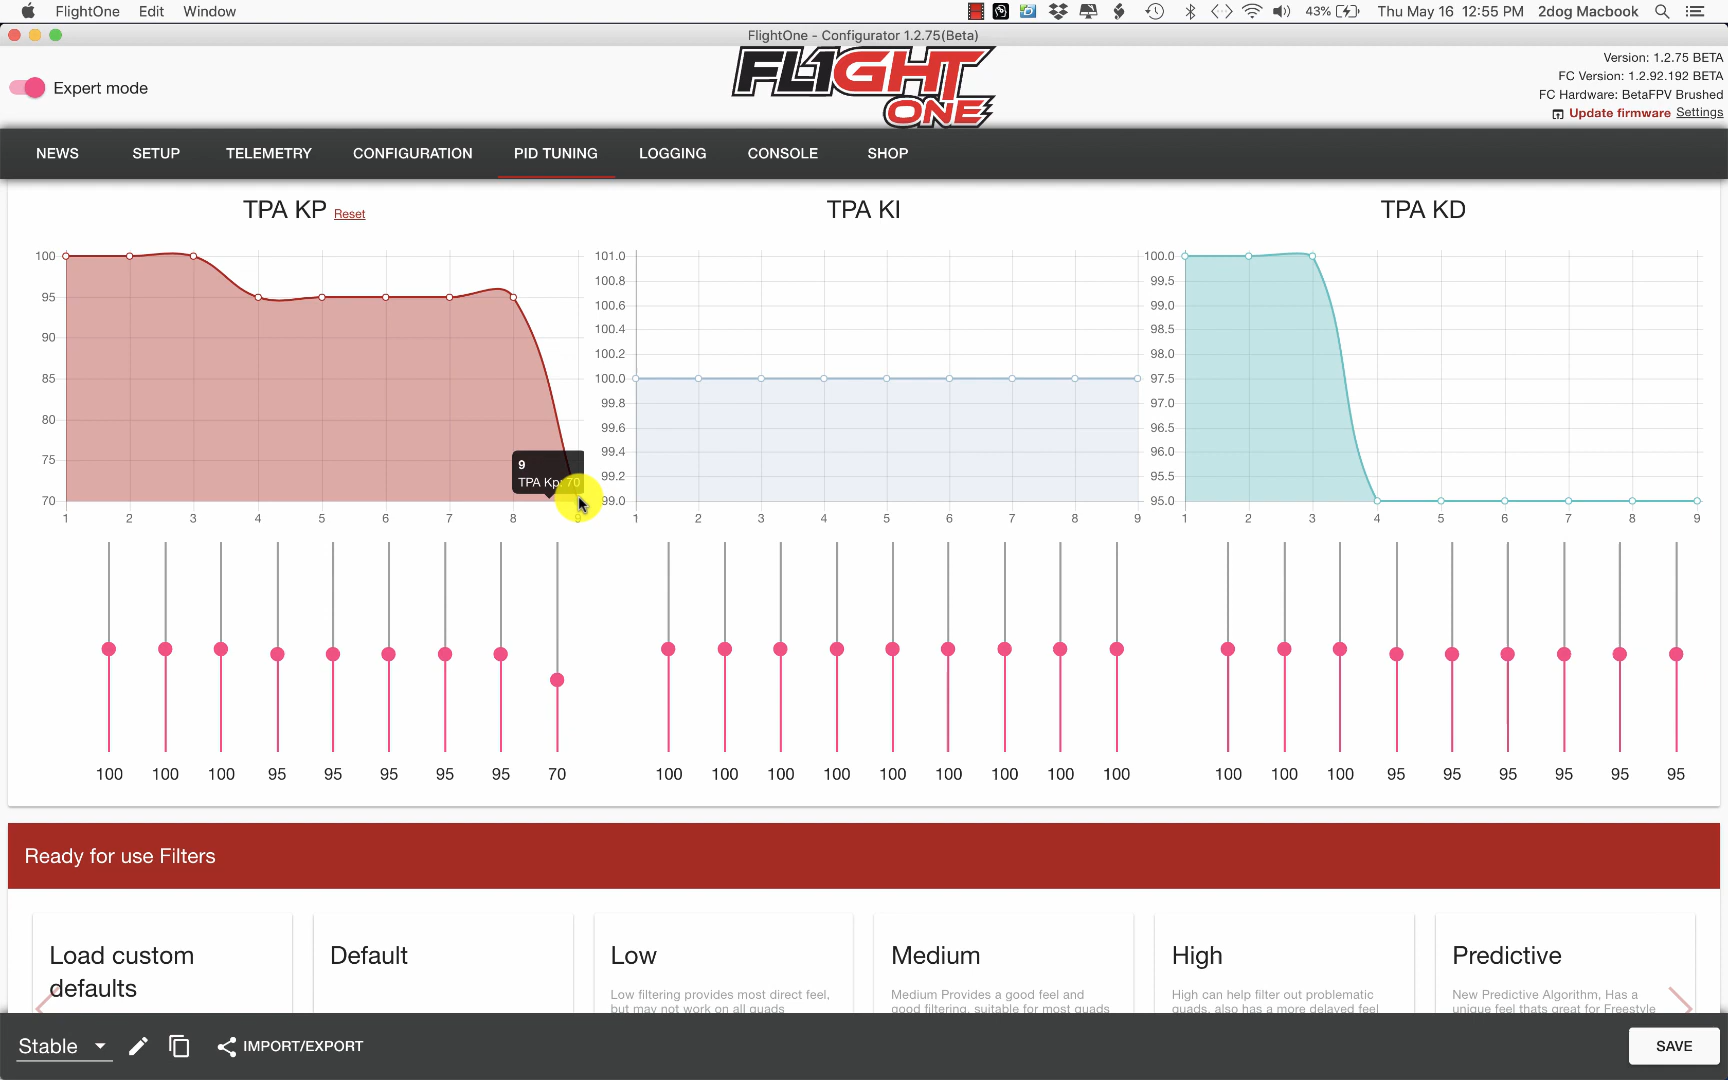 FlightOne Edit Window 43% Thu May 16 12:55 PM 2dog Macbook
FlightOne - Configurator 1.2.75(Beta)
Expert mode
FL1GHT
ONE
Version: 1.2.75 BETA
FC Version: 1.2.92.192 BETA
FC Hardware: BetaFPV Brushed
Update firmware Settings
NEWS SETUP TELEMETRY CONFIGURATION PID TUNING LOGGING CONSOLE SHOP
TPA KP Reset
100
95
90
85
80
75
70
1 2 3 4 5 6 7 8 9
9
TPA Kp: 70
100 100 100 95 95 95 95 95 70
TPA KI
101.0
100.8
100.6
100.4
100.2
100.0
99.8
99.6
99.4
99.2
99.0
1 2 3 4 5 6 7 8 9
100 100 100 100 100 100 100 100 100
TPA KD
100.0
99.5
99.0
98.5
98.0
97.5
97.0
96.5
96.0
95.5
95.0
1 2 3 4 5 6 7 8 9
100 100 100 95 95 95 95 95 95
Ready for use Filters
Load custom
defaults
Default
Low
Low filtering provides most direct feel,
but may not work on all quads
Medium
Medium Provides a good feel and
good filtering, suitable for most quads
High
High can help filter out problematic
quads, also has a more delayed feel
Predictive
New Predictive Algorithm, Has a
unique feel thats great for Freestyle
Stable IMPORT/EXPORT SAVE